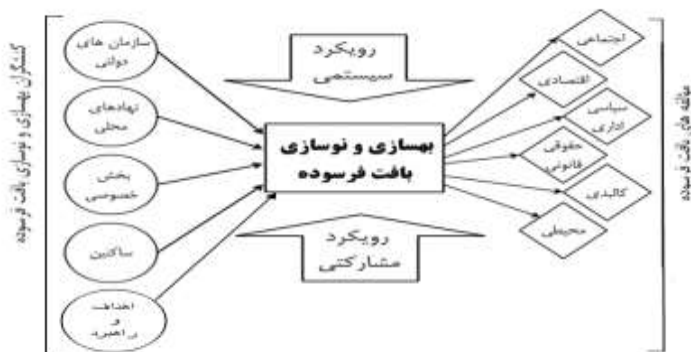 مؤلفه های بافت فرسوده
اجتماعی
اقتصادی
سیاسی
اداری
حقوقی
قانونی
کالبدی
محیطی
رویکرد
سیستمی
بهسازی و نوسازی
بافت فرسوده
رویکرد
مشارکتی
سازمان های
دولتی
نهادهای
محلی
بخش
خصوصی
ساکنین
اهداف
و
راهبرد
کنشگران بهسازی و نوسازی بافت فرسوده